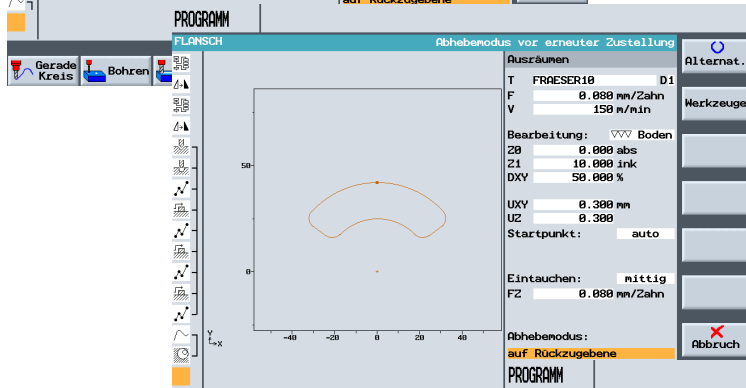 auf Rückzugebene
PROGRAMM
FLANSCH Abhebemodus vor erneuter Zustellung
Gerade Kreis Bohren
Alternat.
Werkzeuge
Abbruch
Ausräumen
T FRAESER10 D1
F 0.080 mm/Zahn
V 150 m/min
Bearbeitung: ▽▽▽ Boden
Z0 0.000 abs
Z1 10.000 ink
DXY 50.000 %
UXY 0.300 mm
UZ 0.300
Startpunkt: auto
Eintauchen: mittig
FZ 0.080 mm/Zahn
Abhebemodus:
auf Rückzugebene
50
0
-40 -20 0 20 40
Y
X
PROGRAMM